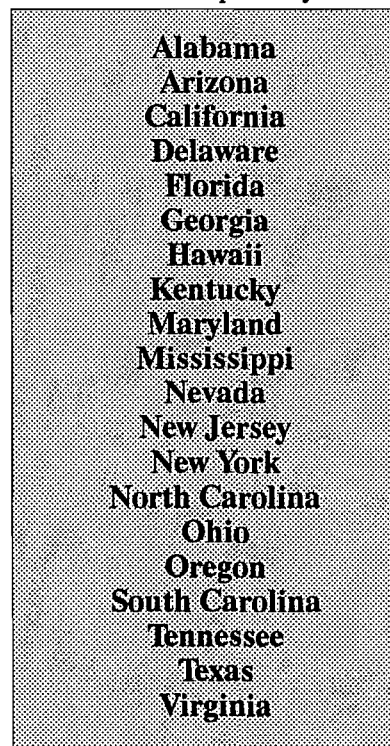 Alabama
Arizona
California
Delaware
Florida
Georgia
Hawaii
Kentucky
Maryland
Mississippi
Nevada
New Jersey
New York
North Carolina
Ohio
Oregon
South Carolina
Tennessee
Texas
Virginia